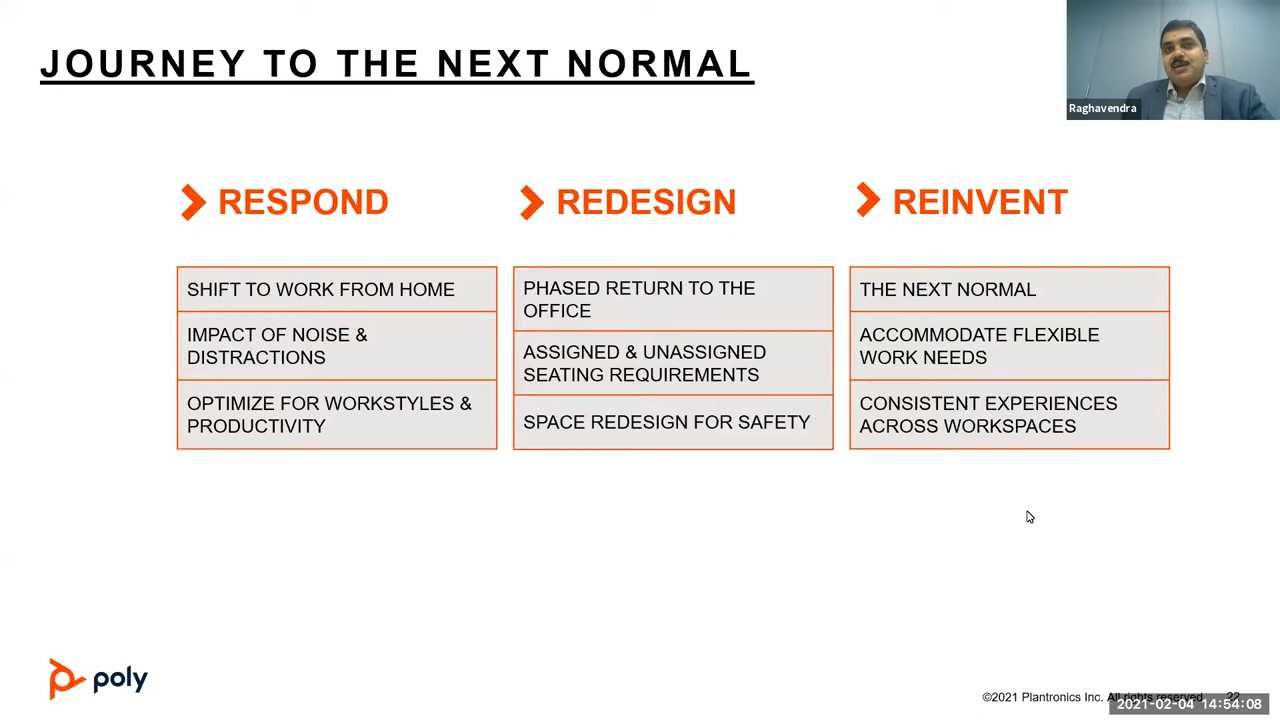 JOURNEY TO THE NEXT NORMAL
Raghavendra
RESPOND
SHIFT TO WORK FROM HOME
IMPACT OF NOISE &
DISTRACTIONS
OPTIMIZE FOR WORKSTYLES &
PRODUCTIVITY
REDESIGN
PHASED RETURN TO THE
OFFICE
ASSIGNED & UNASSIGNED
SEATING REQUIREMENTS
SPACE REDESIGN FOR SAFETY
REINVENT
THE NEXT NORMAL
ACCOMMODATE FLEXIBLE
WORK NEEDS
CONSISTENT EXPERIENCES
ACROSS WORKSPACES
poly
©2021 Plantronics Inc. All rights reserved. 22
2021-02-04 14:54:08